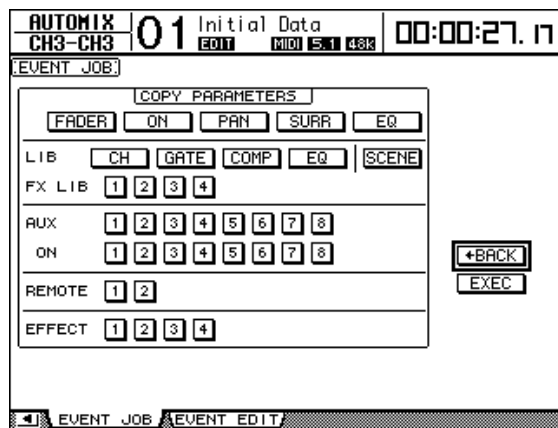 AUTOMIX
CH3-CH3
01 Initial Data
EDIT MIDI 5.1 48k
00:00:27.17
EVENT JOB
COPY PARAMETERS
FADER ON PAN SURR EQ
LIB CH GATE COMP EQ SCENE
FX LIB 1 2 3 4
AUX 1 2 3 4 5 6 7 8
ON 1 2 3 4 5 6 7 8
←BACK
EXEC
REMOTE 1 2
EFFECT 1 2 3 4
EVENT JOB EVENT EDIT